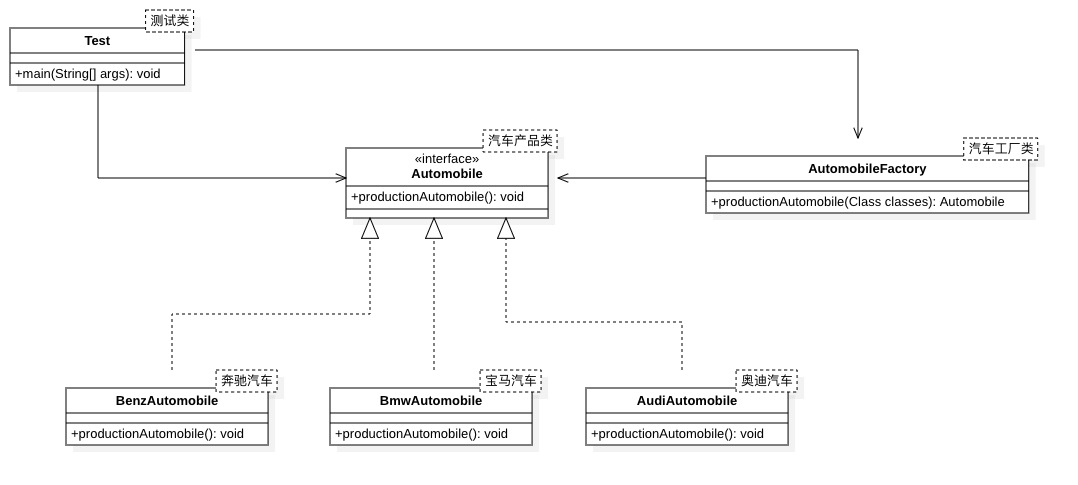 测试类
Test
+main(String[] args): void
汽车产品类
«interface»
Automobile
+productionAutomobile(): void
汽车工厂类
AutomobileFactory
+productionAutomobile(Class classes): Automobile
奔驰汽车
BenzAutomobile
+productionAutomobile(): void
宝马汽车
BmwAutomobile
+productionAutomobile(): void
奥迪汽车
AudiAutomobile
+productionAutomobile(): void